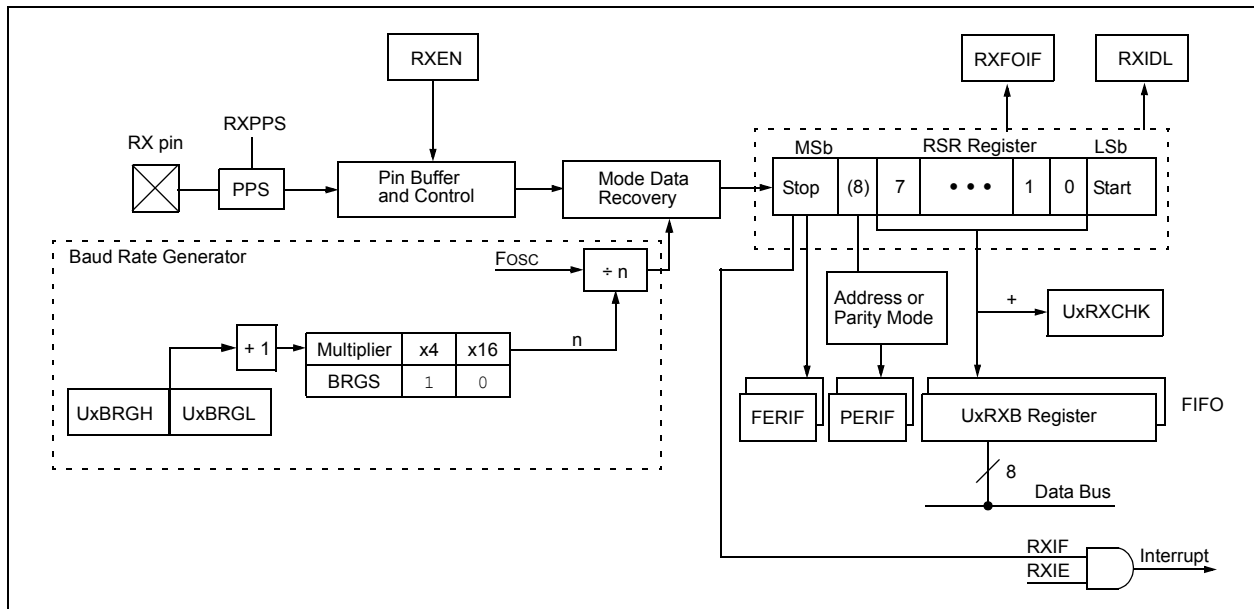 RXEN
RXFOIF
RXIDL
RXPPS
RX pin
PPS
Pin Buffer
and Control
Mode Data
Recovery
MSb
RSR Register
LSb
Stop
(8)
7
• • •
1
0
Start
Baud Rate Generator
FOSC
÷ n
Address or
Parity Mode
+
UxRXCHK
n
+ 1
Multiplier
x4
x16
BRGS
1
0
UxBRGH
UxBRGL
FERIF
PERIF
UxRXB Register
FIFO
8
Data Bus
RXIF
RXIE
Interrupt